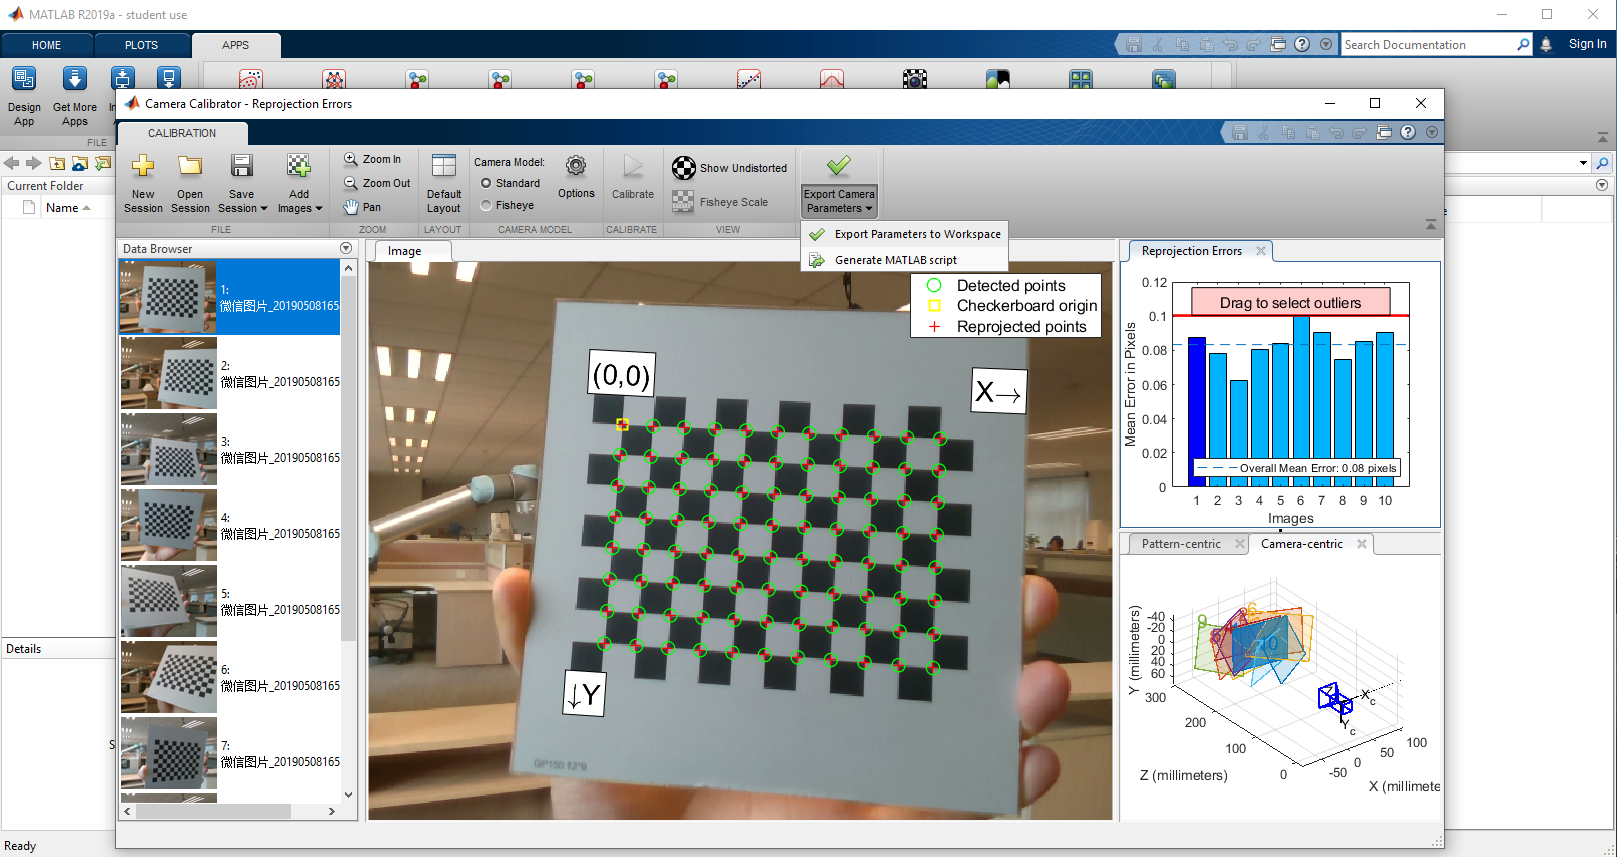 MATLAB R2019a - student use
HOME
PLOTS
APPS
Search Documentation
Sign In
Design App
Get More Apps
FILE
Current Folder
Name
Details
Ready
Camera Calibrator - Reprojection Errors
CALIBRATION
New Session
Open Session
Save Session
Add Images
FILE
Zoom In
Zoom Out
Pan
ZOOM
Default Layout
LAYOUT
Camera Model:
Standard
Fisheye
CAMERA MODEL
Options
Calibrate
CALIBRATE
Show Undistorted
Fisheye Scale
VIEW
Export Camera Parameters
Export Parameters to Workspace
Generate MATLAB script
Data Browser
1:
微信图片_20190508165
2:
微信图片_20190508165
3:
微信图片_20190508165
4:
微信图片_20190508165
5:
微信图片_20190508165
6:
微信图片_20190508165
7:
微信图片_20190508165
Image
Detected points
Checkerboard origin
Reprojected points
(0,0)
X→
↓Y
GP150 12*9
Reprojection Errors
Drag to select outliers
Mean Error in Pixels
0.12
0.1
0.08
0.06
0.04
0.02
0
Overall Mean Error: 0.08 pixels
1 2 3 4 5 6 7 8 9 10
Images
Pattern-centric
Camera-centric
Y (millimeters)
-40
-20
0
20
40
60
300
200
100
0
Z (millimeters)
-50
0
50
100
X (millimete
Xc
Yc